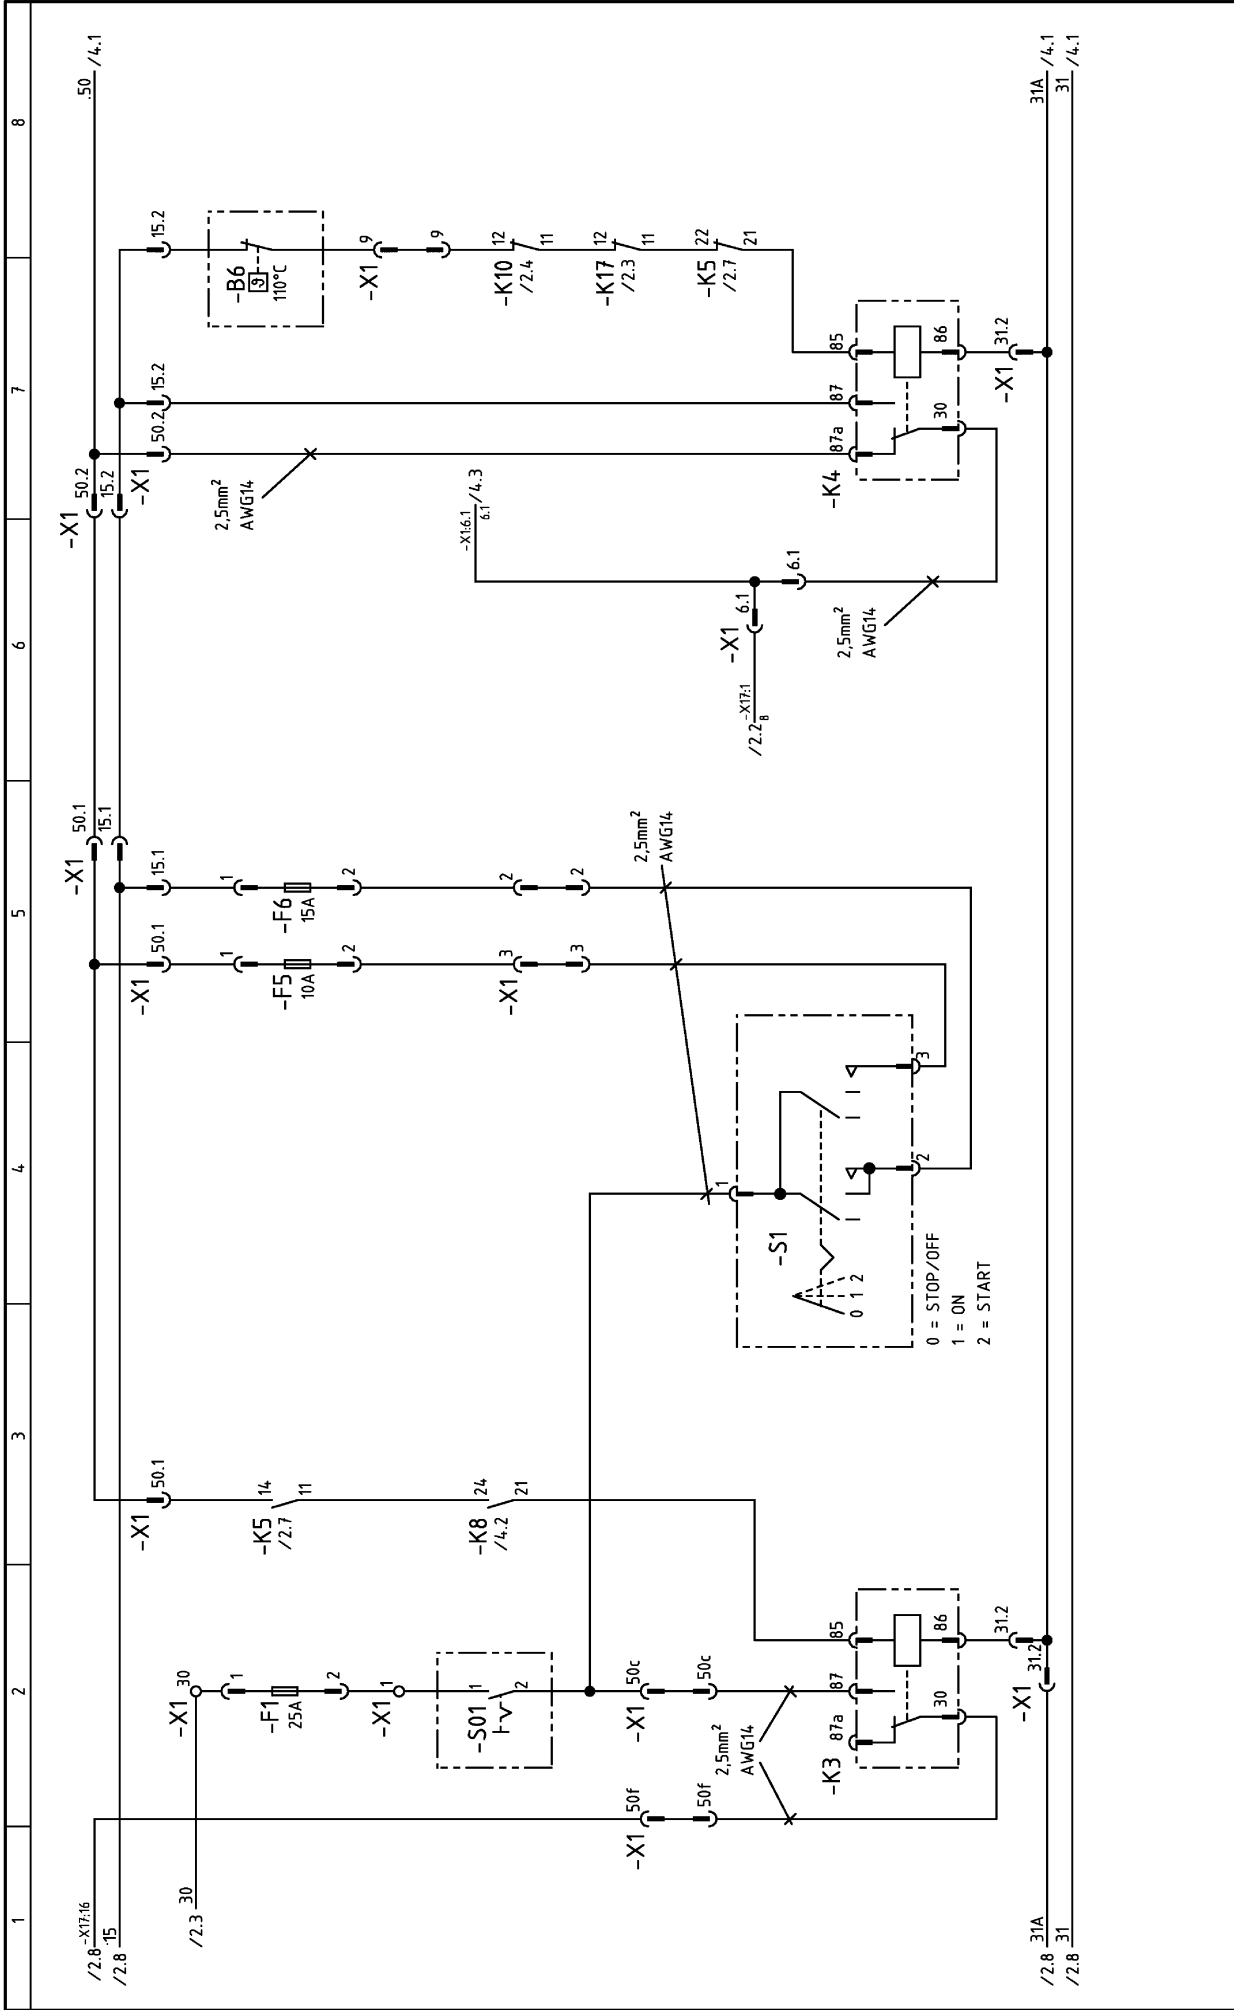 1
2
3
4
5
6
7
8
/2.8
-X17:16
/2.8
15
/2.3
30
-X1
30
1
-F1
25A
2
-X1
1
-S01
1
2
-X1
50c
50c
-X1
50f
50f
2,5mm²
AWG14
-K3
87a
87
85
30
86
31.2
-X1
31.2
/2.8
31A
/2.8
31
-X1
50.1
-K5
/2.7
14
11
-K8
/4.2
24
21
-S1
1
0
1
2
2
3
0 = STOP/OFF
1 = ON
2 = START
-X1
50.1
15.1
-X1
50.1
15.1
1
1
-F5
10A
-F6
15A
2
2
-X1
3
2
3
2
2,5mm²
AWG14
/2.2
-X17:1
8
-X1
6.1
6.1
-X1:6.1
6.1
/4.3
2,5mm²
AWG14
-X1
50.2
15.2
-X1
50.2
15.2
15.2
2,5mm²
AWG14
-B6
ϑ
110°C
-X1
9
9
-K10
/2.4
12
11
-K17
/2.3
12
11
-K5
/2.7
22
21
-K4
87a
87
85
30
86
-X1
31.2
.50
/4.1
31A
/4.1
31
/4.1